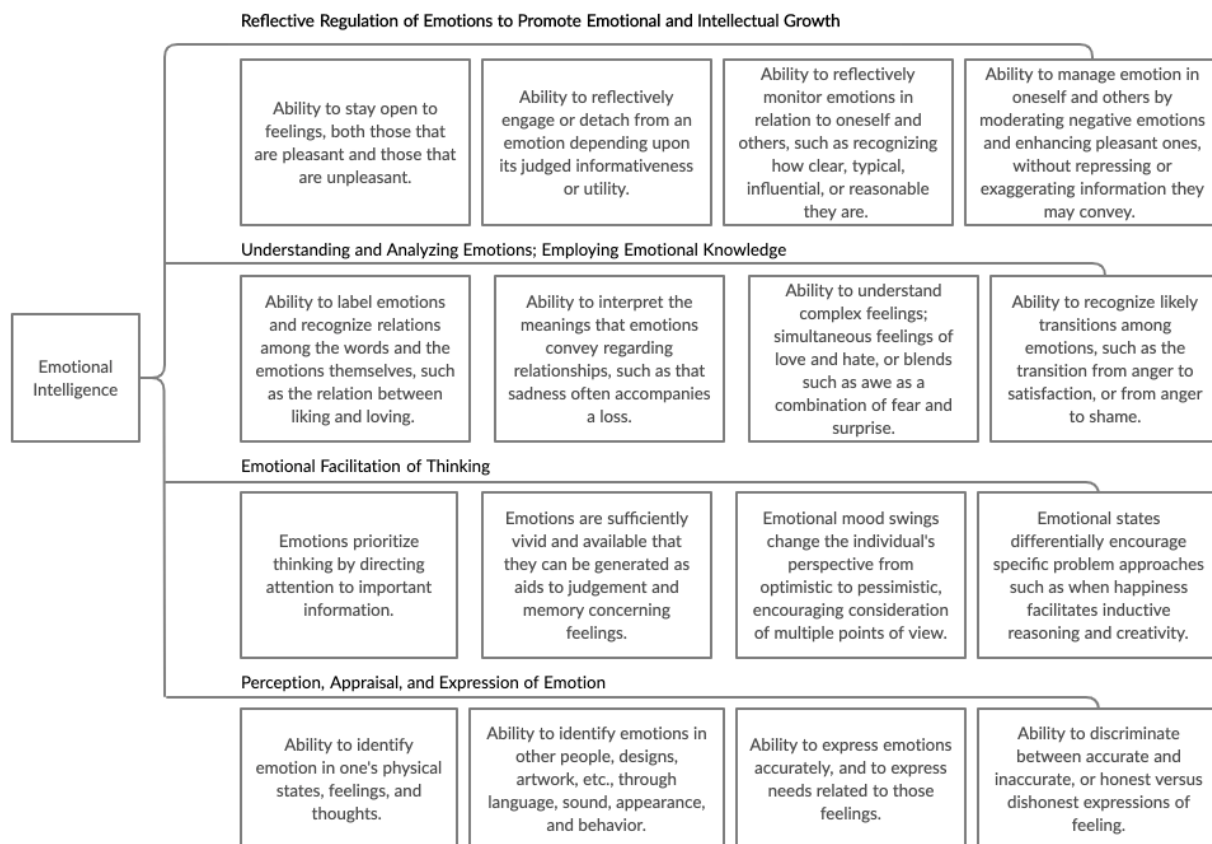 Reflective Regulation of Emotions to Promote Emotional and Intellectual Growth
Ability to stay open to
feelings, both those that
are pleasant and those that
are unpleasant.
Ability to reflectively
engage or detach from an
emotion depending upon
its judged informativeness
or utility.
Ability to reflectively
monitor emotions in
relation to oneself and
others, such as recognizing
how clear, typical,
influential, or reasonable
they are.
Ability to manage emotion in
oneself and others by
moderating negative emotions
and enhancing pleasant ones,
without repressing or
exaggerating information they
may convey.
Understanding and Analyzing Emotions; Employing Emotional Knowledge
Ability to label emotions
and recognize relations
among the words and the
emotions themselves, such
as the relation between
liking and loving.
Ability to interpret the
meanings that emotions
convey regarding
relationships, such as that
sadness often accompanies
a loss.
Ability to understand
complex feelings;
simultaneous feelings of
love and hate, or blends
such as awe as a
combination of fear and
surprise.
Ability to recognize likely
transitions among
emotions, such as the
transition from anger to
satisfaction, or from anger
to shame.
Emotional
Intelligence
Emotional Facilitation of Thinking
Emotions prioritize
thinking by directing
attention to important
information.
Emotions are sufficiently
vivid and available that
they can be generated as
aids to judgement and
memory concerning
feelings.
Emotional mood swings
change the individual's
perspective from
optimistic to pessimistic,
encouraging consideration
of multiple points of view.
Emotional states
differentially encourage
specific problem approaches
such as when happiness
facilitates inductive
reasoning and creativity.
Perception, Appraisal, and Expression of Emotion
Ability to identify
emotion in one's physical
states, feelings, and
thoughts.
Ability to identify emotions in
other people, designs,
artwork, etc., through
language, sound, appearance,
and behavior.
Ability to express emotions
accurately, and to express
needs related to those
feelings.
Ability to discriminate
between accurate and
inaccurate, or honest versus
dishonest expressions of
feeling.